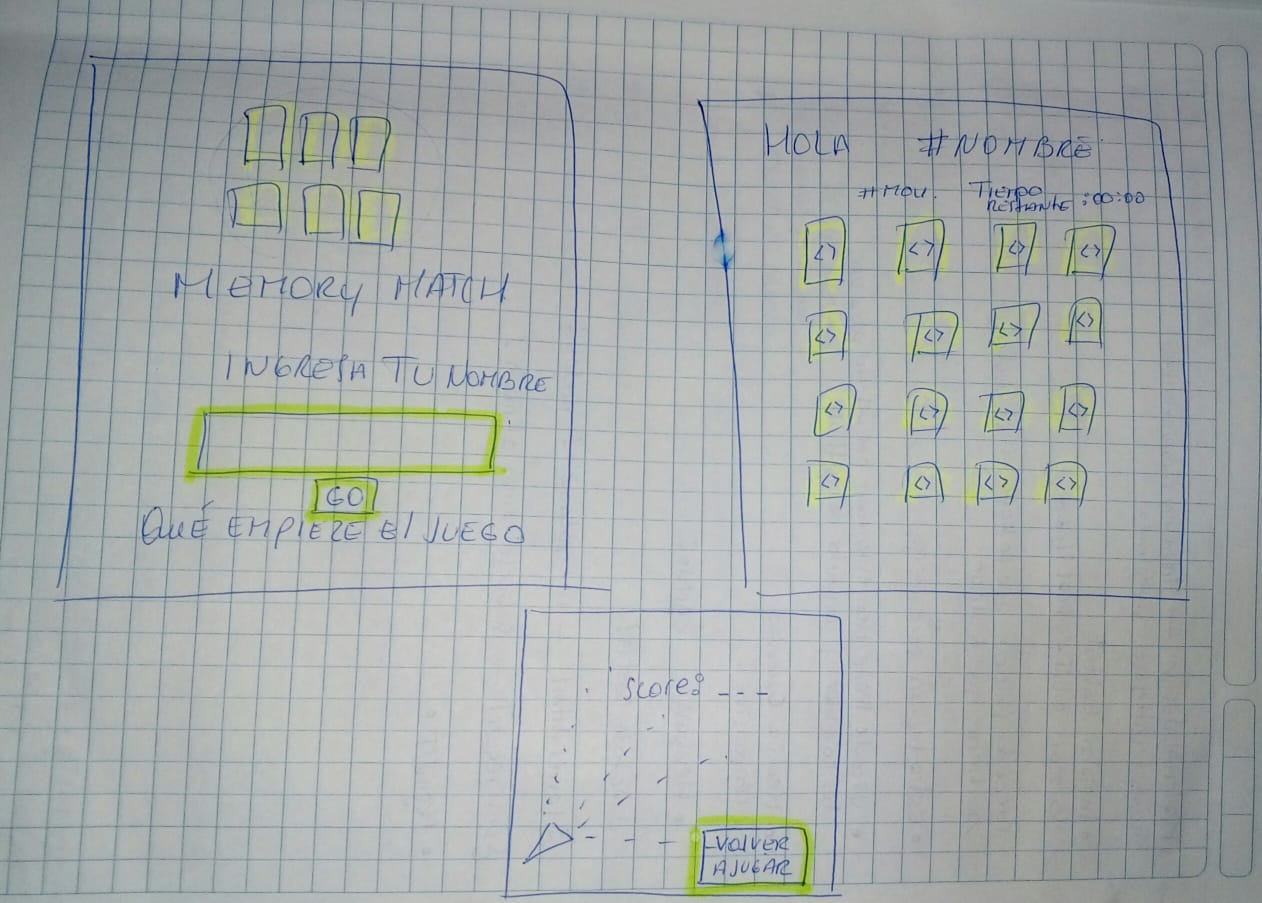 MEMORY MATCH
INGRESA TU NOMBRE
GO
QUÉ EMPIEZE El JUEGO
HOLA #NOMBRE
#MOV. TIEMPO
RESTANTE :00:00
<> <> <> <>
<> <> <> <>
<> <> <> <>
<> <> <> <>
Score: ---
VOLVER
A JUGAR